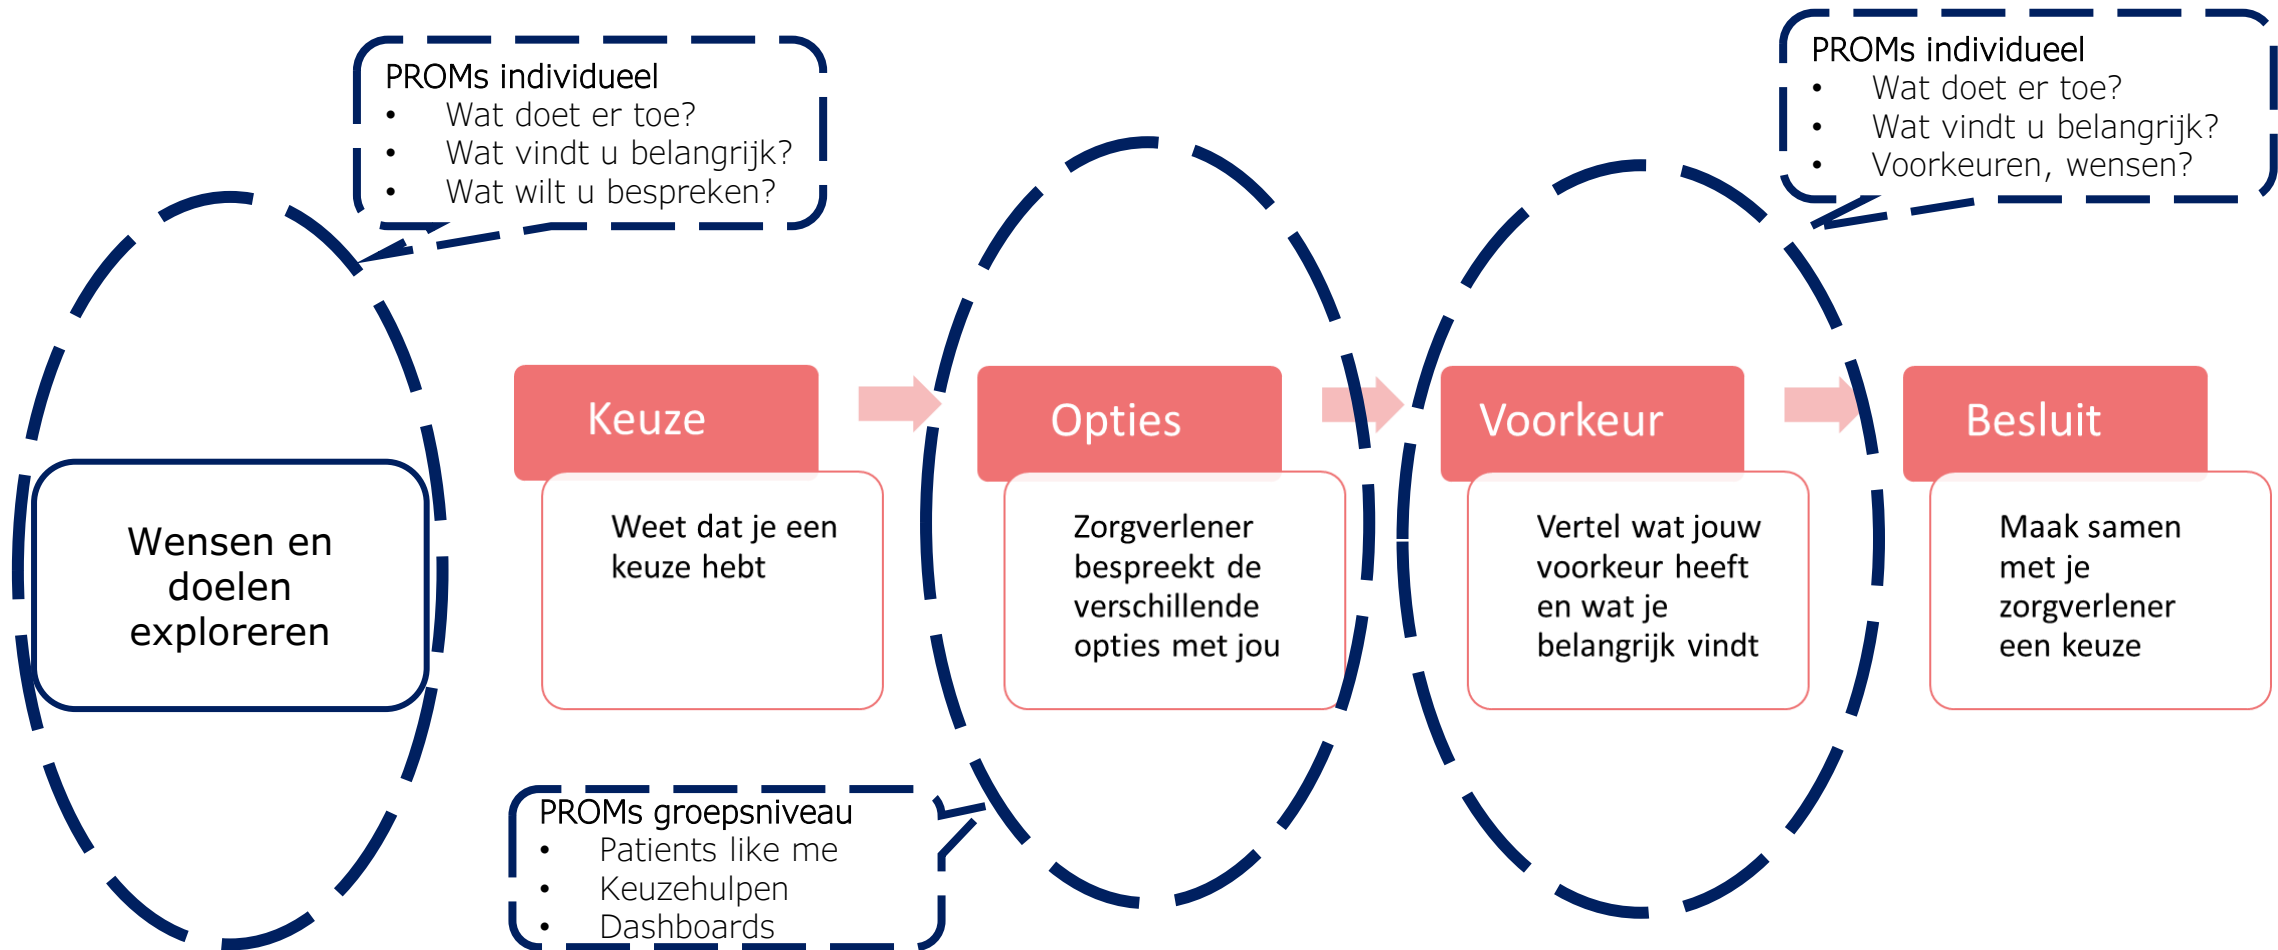 PROMs individueel
• Wat doet er toe?
• Wat vindt u belangrijk?
• Wat wilt u bespreken?
PROMs individueel
• Wat doet er toe?
• Wat vindt u belangrijk?
• Voorkeuren, wensen?
Wensen en
doelen
exploreren
Keuze
Weet dat je een
keuze hebt
Opties
Zorgverlener
bespreekt de
verschillende
opties met jou
Voorkeur
Vertel wat jouw
voorkeur heeft
en wat je
belangrijk vindt
Besluit
Maak samen
met je
zorgverlener
een keuze
PROMs groepsniveau
• Patients like me
• Keuzehulpen
• Dashboards